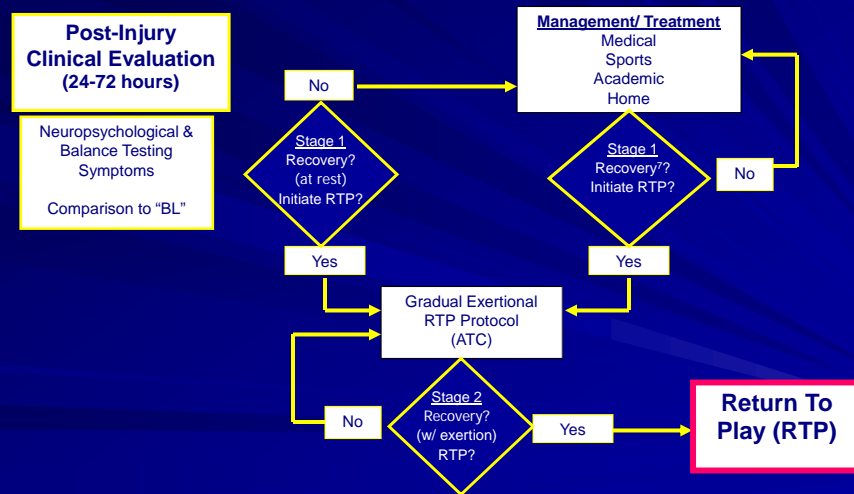 Post-Injury
Clinical Evaluation
(24-72 hours)
Neuropsychological &
Balance Testing
Symptoms
Comparison to “BL”
No
Stage 1
Recovery?
(at rest)
Initiate RTP?
Yes
Management/ Treatment
Medical
Sports
Academic
Home
Stage 1
Recovery⁷?
Initiate RTP?
No
Yes
Gradual Exertional
RTP Protocol
(ATC)
Stage 2
Recovery?
(w/ exertion)
RTP?
No
Yes
Return To
Play (RTP)